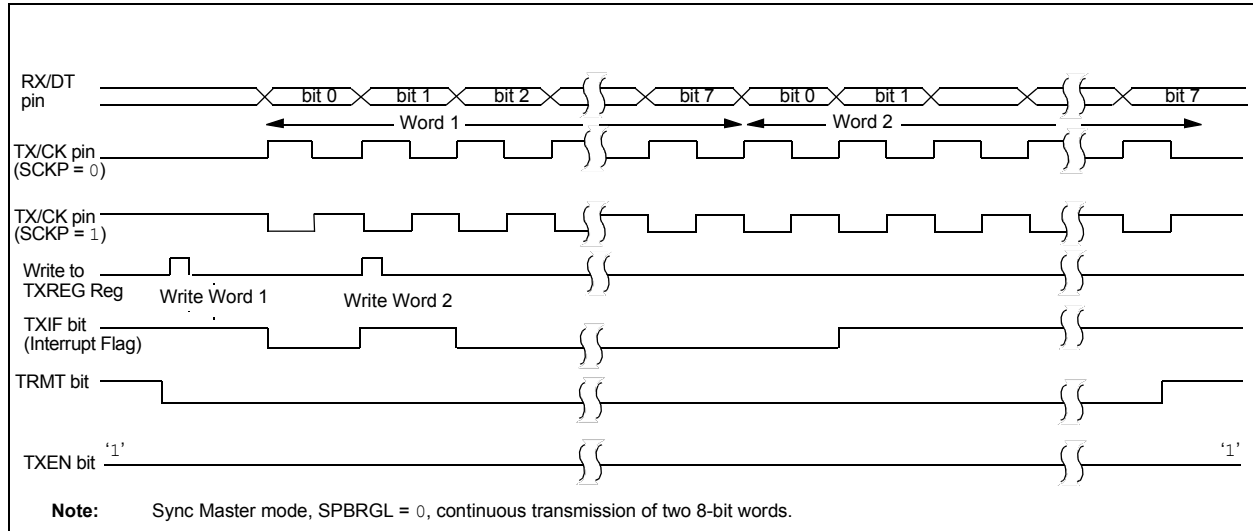 RX/DT
pin
bit 0 bit 1 bit 2 bit 7 bit 0 bit 1 bit 7
Word 1 Word 2
TX/CK pin
(SCKP = 0)
TX/CK pin
(SCKP = 1)
Write to
TXREG Reg
Write Word 1 Write Word 2
TXIF bit
(Interrupt Flag)
TRMT bit
TXEN bit ‘1’ ‘1’
Note: Sync Master mode, SPBRGL = 0, continuous transmission of two 8-bit words.